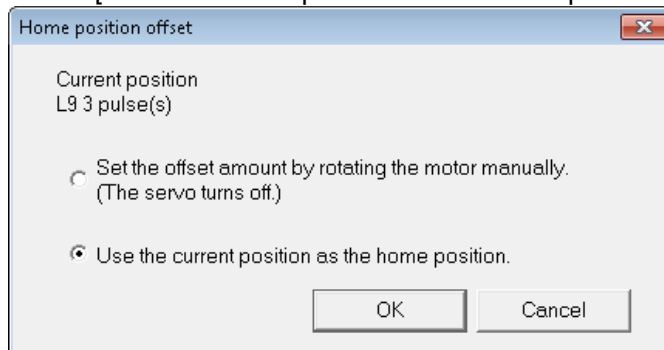 Home position offset
Current position
L9 3 pulse(s)
Set the offset amount by rotating the motor manually.
(The servo turns off.)
Use the current position as the home position.
OK
Cancel